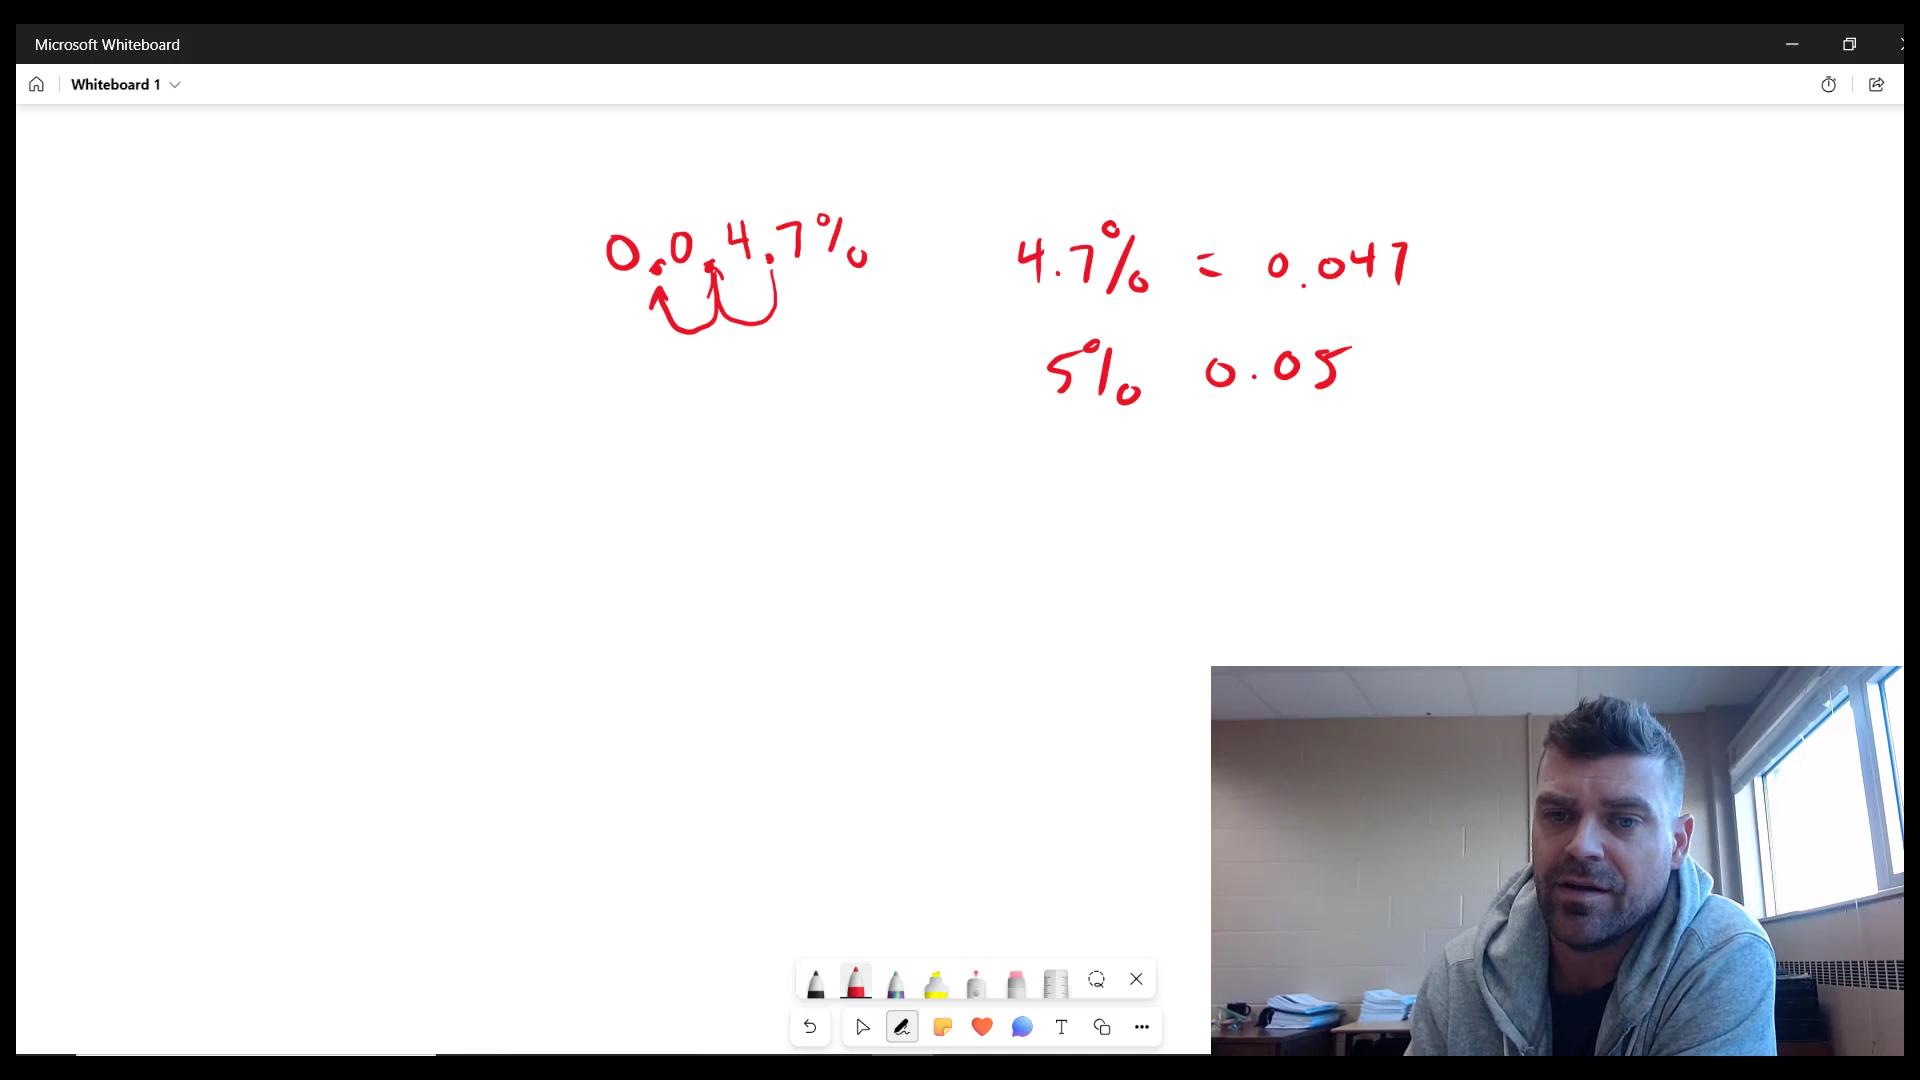 Microsoft Whiteboard
Whiteboard 1
0.0.4.7%
4.7% = 0.047
5% 0.05
T